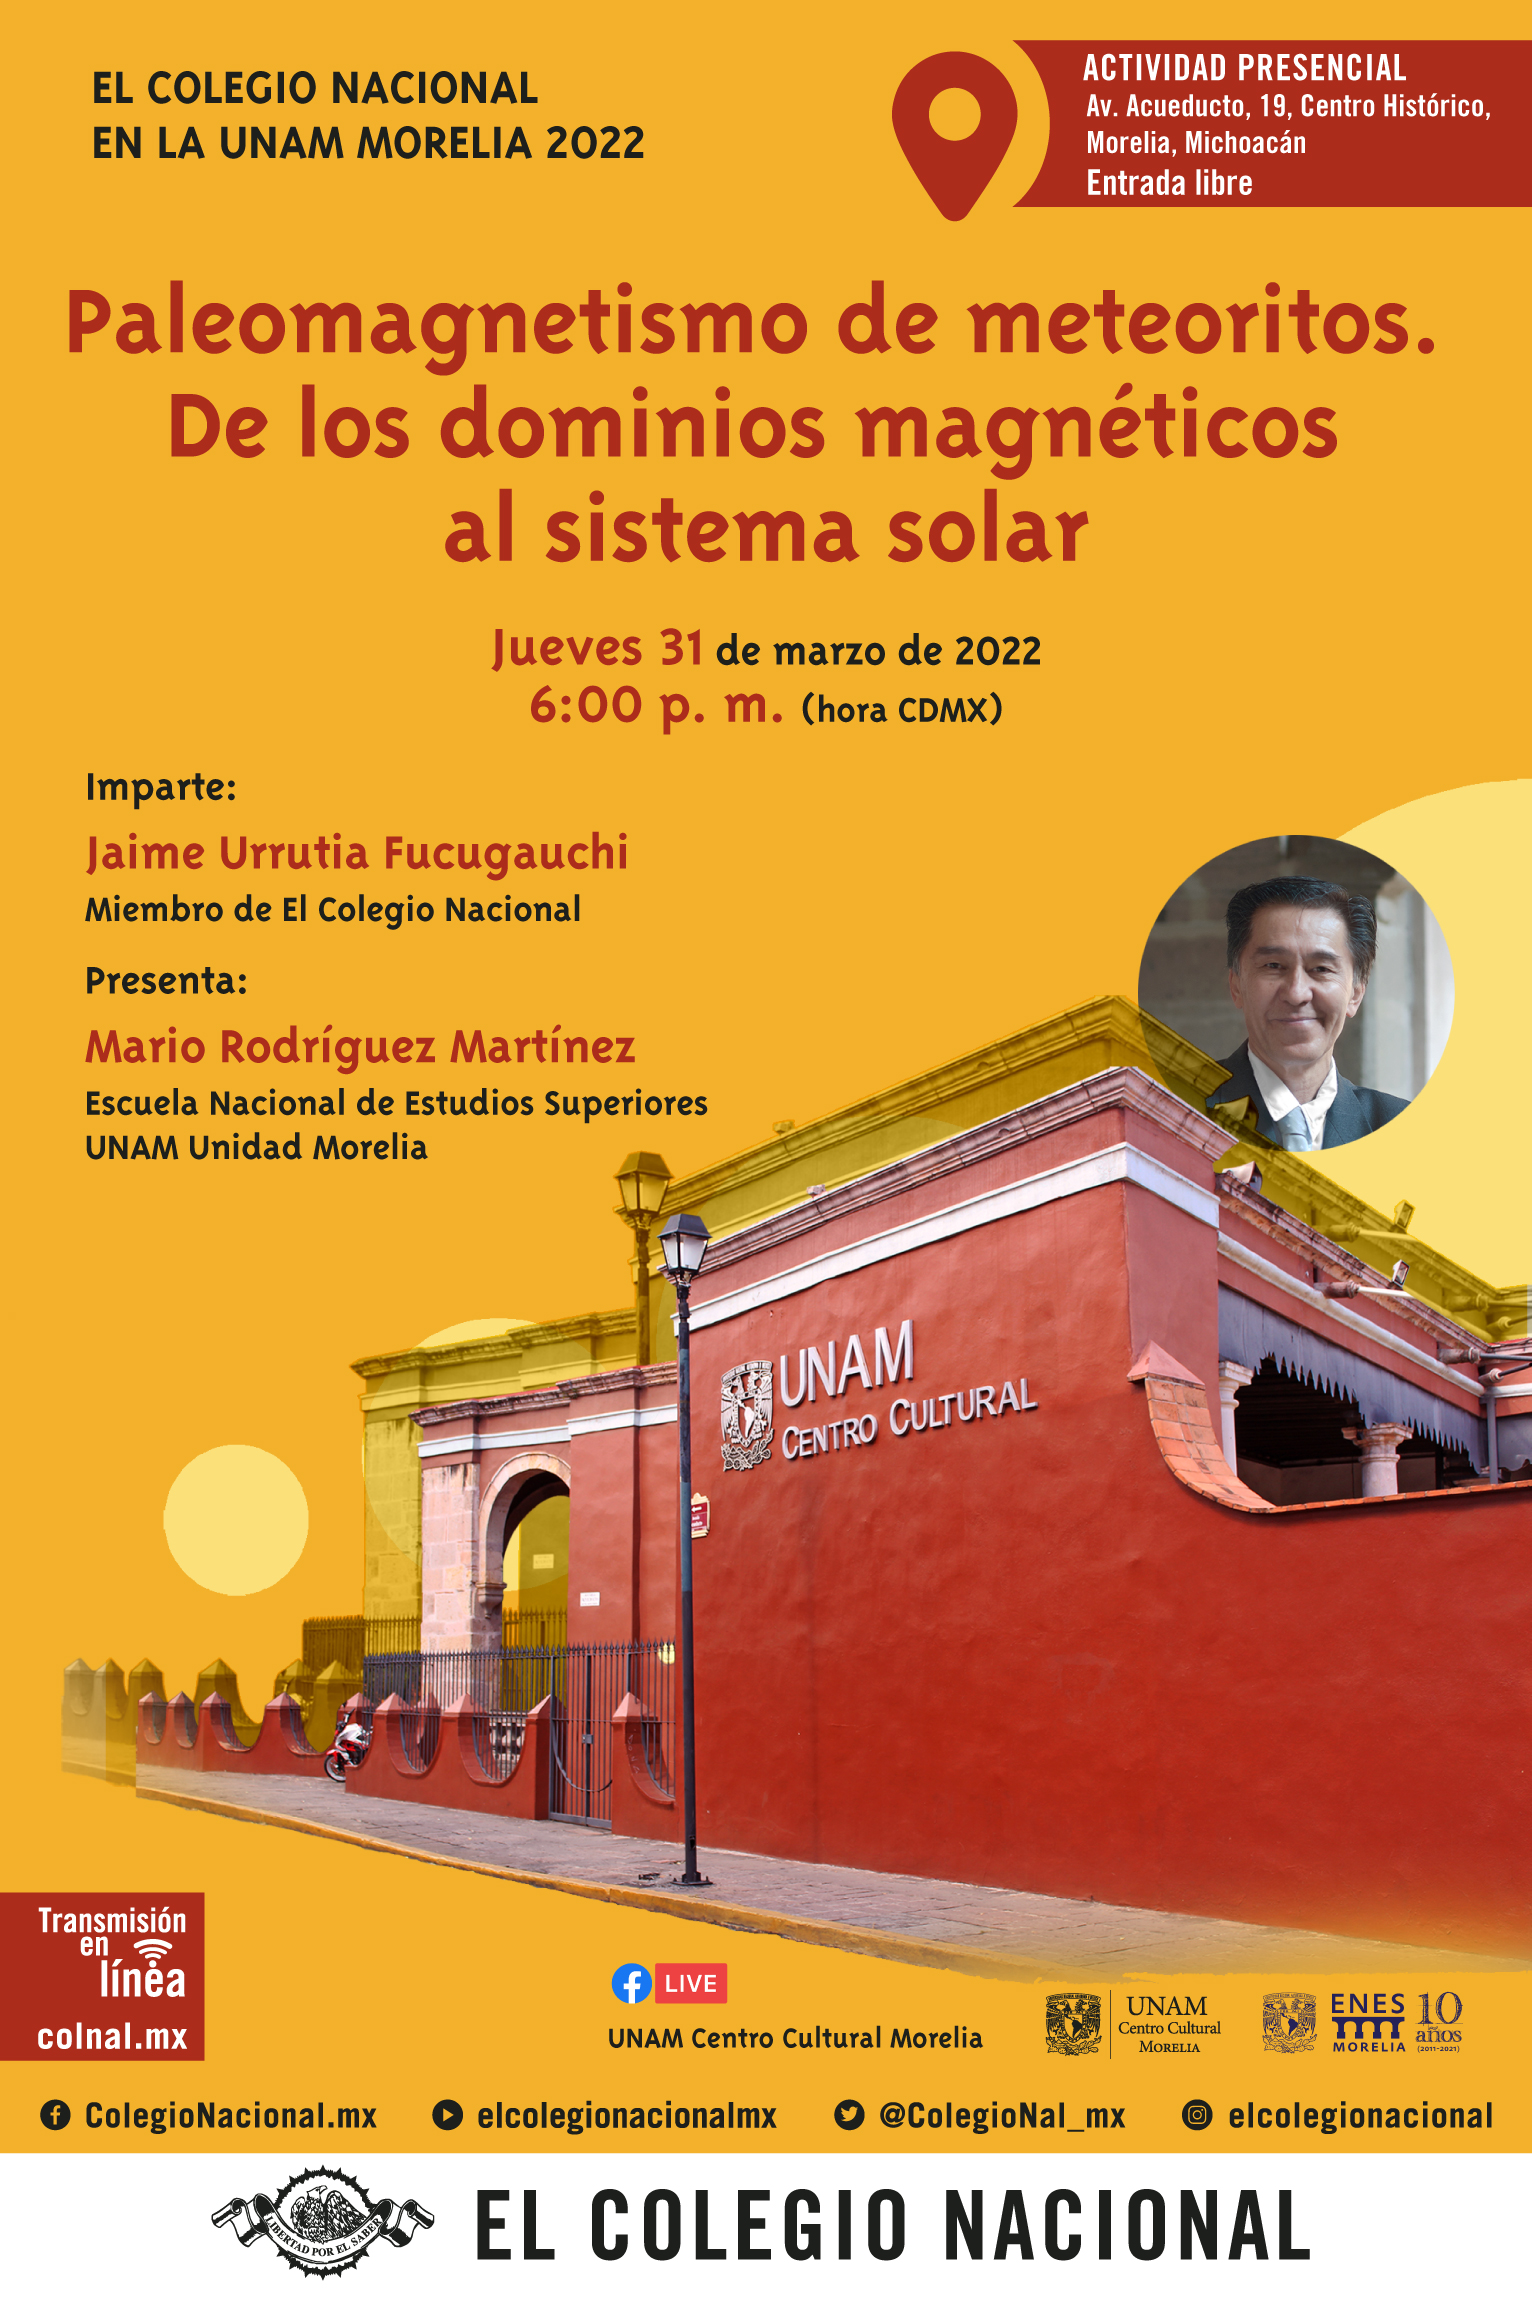 EL COLEGIO NACIONAL
EN LA UNAM MORELIA 2022
ACTIVIDAD PRESENCIAL
Av. Acueducto, 19, Centro Histórico,
Morelia, Michoacán
Entrada libre
Paleomagnetismo de meteoritos.
De los dominios magnéticos
al sistema solar
Jueves 31 de marzo de 2022
6:00 p. m. (hora CDMX)
Imparte:
Jaime Urrutia Fucugauchi
Miembro de El Colegio Nacional
Presenta:
Mario Rodríguez Martínez
Escuela Nacional de Estudios Superiores
UNAM Unidad Morelia
UNAM
CENTRO CULTURAL
Transmisión
en
línea
colnal.mx
LIVE
UNAM Centro Cultural Morelia
UNAM
Centro Cultural
MORELIA
ENES
MORELIA
10
años
(2011-2021)
ColegioNacional.mx
elcolegionacionalmx
@ColegioNal_mx
elcolegionacional
LIBERTAD POR EL SABER
EL COLEGIO NACIONAL